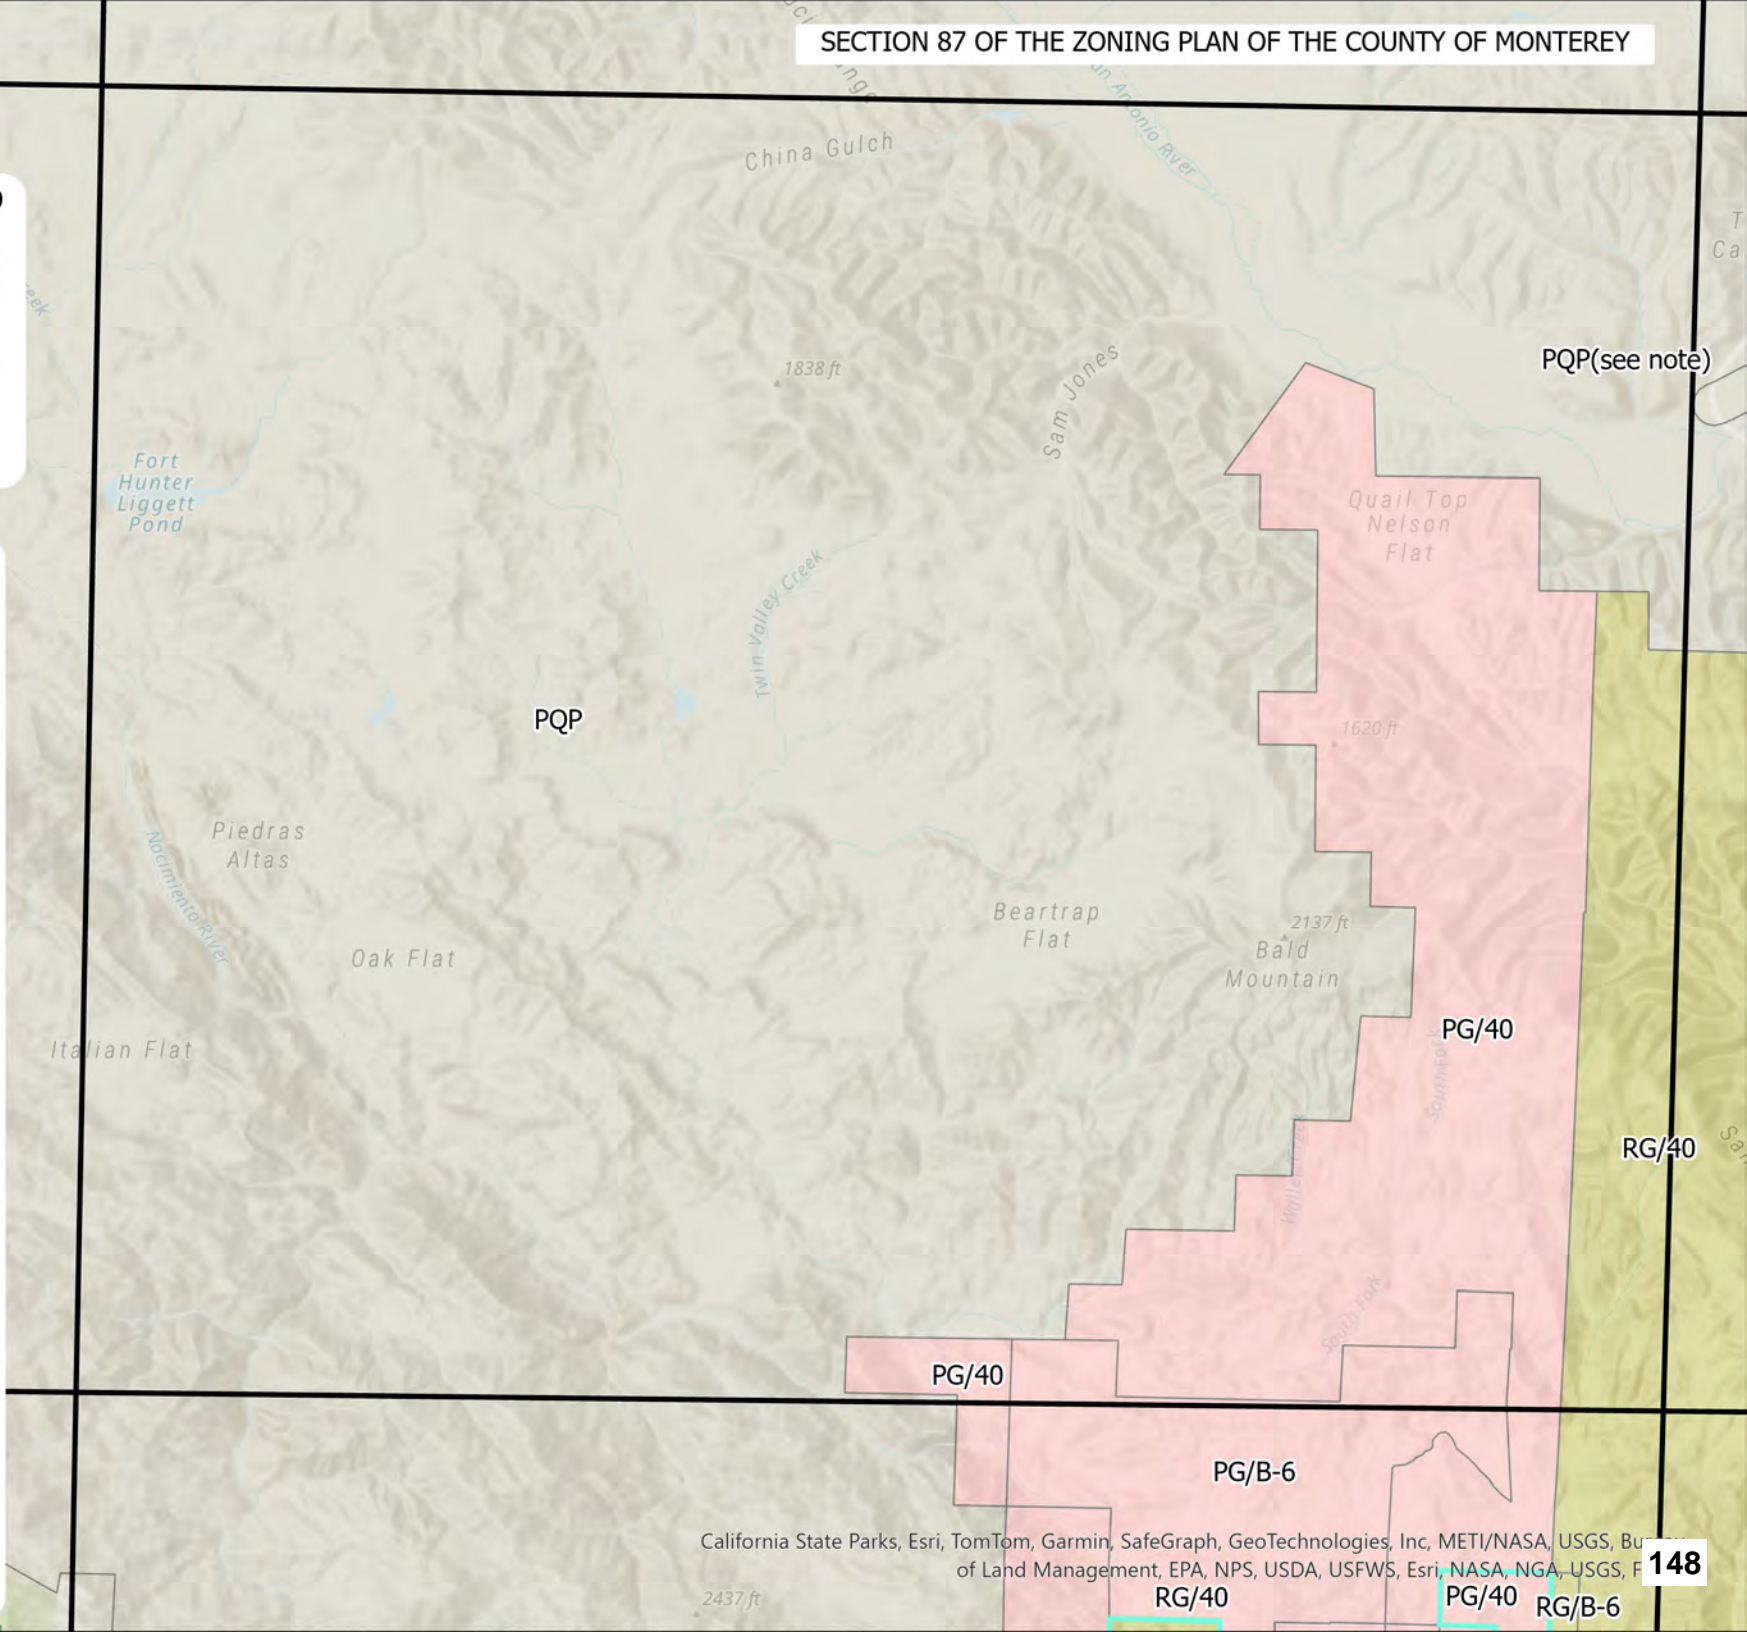 SECTION 87 OF THE ZONING PLAN OF THE COUNTY OF MONTEREY
China Gulch
PQP(see note)
1838 ft
Sam Jones
Fort
Hunter
Liggett
Pond
Quail Top
Nelson
Flat
Twin Valley Creek
PQP
1620 ft
Piedras
Altas
Nacimiento River
Beartrap
Flat
2137 ft
Bald
Mountain
Oak Flat
PG/40
Italian Flat
South Fork
RG/40
South Fork
PG/40
PG/B-6
California State Parks, Esri, TomTom, Garmin, SafeGraph, GeoTechnologies, Inc, METI/NASA, USGS,
of Land Management, EPA, NPS, USDA, USFWS, Esri, NASA, NGA, USGS,
148
2437 ft
RG/40
PG/40
RG/B-6